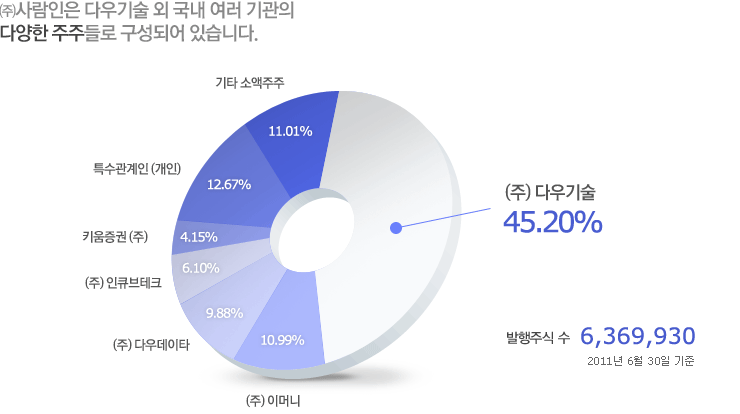 ㈜사람인은 다우기술 외 국내 여러 기관의
다양한 주주들로 구성되어 있습니다.
기타 소액주주
11.01%
특수관계인 (개인)
12.67%
키움증권 (주)
4.15%
(주) 인큐브테크
6.10%
(주) 다우데이타
9.88%
(주) 이머니
10.99%
(주) 다우기술
45.20%
발행주식 수 6,369,930
2011년 6월 30일 기준